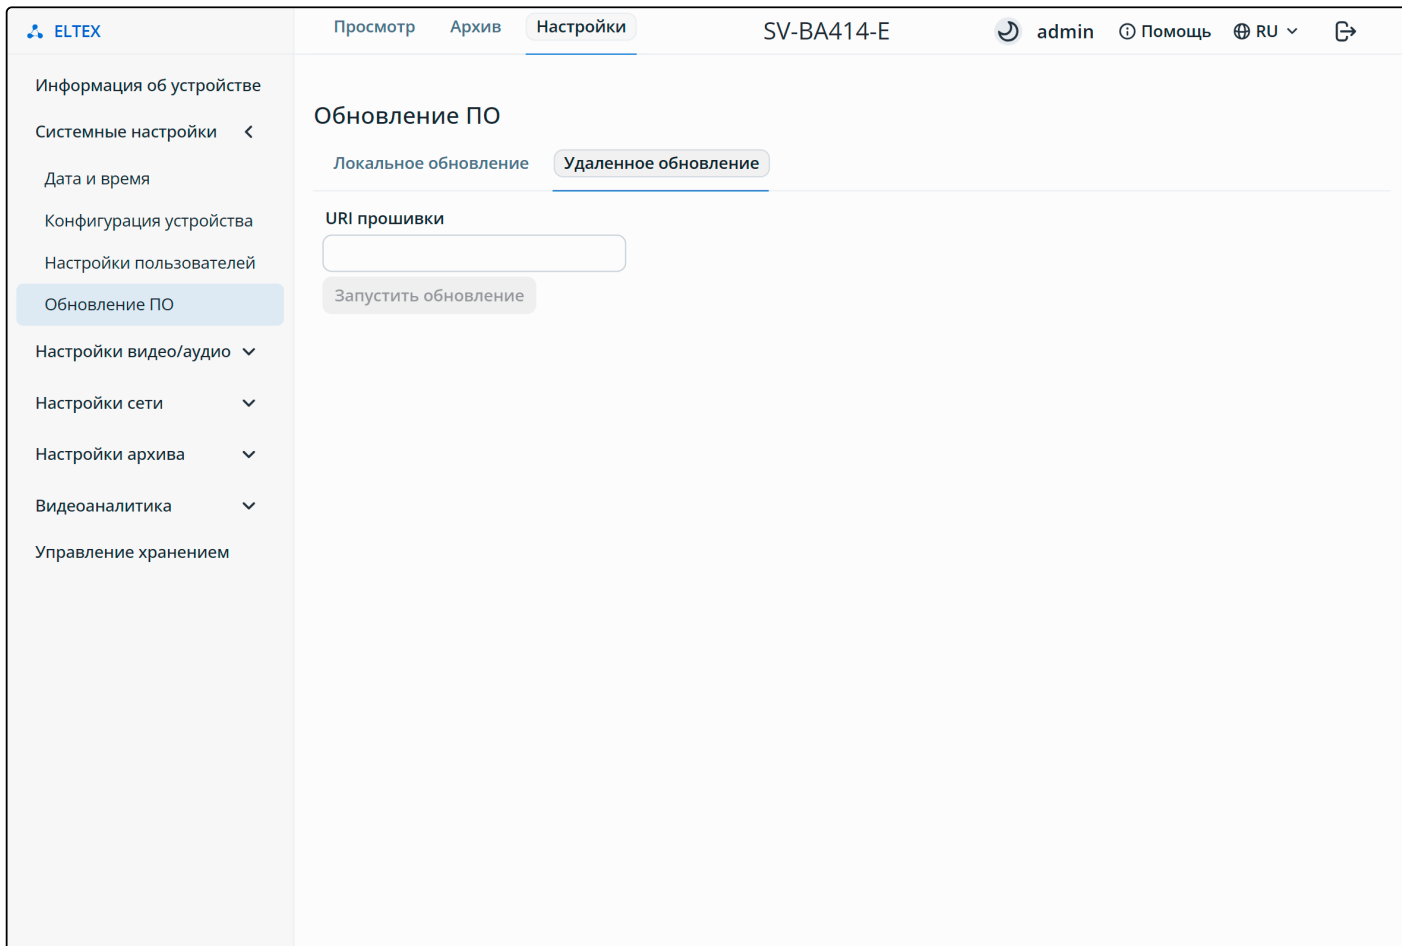 ELTEX
Просмотр
Архив
Настройки
SV-BA414-E
admin
Помощь
RU
Информация об устройстве
Системные настройки
Дата и время
Конфигурация устройства
Настройки пользователей
Обновление ПО
Настройки видео/аудио
Настройки сети
Настройки архива
Видеоаналитика
Управление хранением
Обновление ПО
Локальное обновление
Удаленное обновление
URI прошивки
Запустить обновление